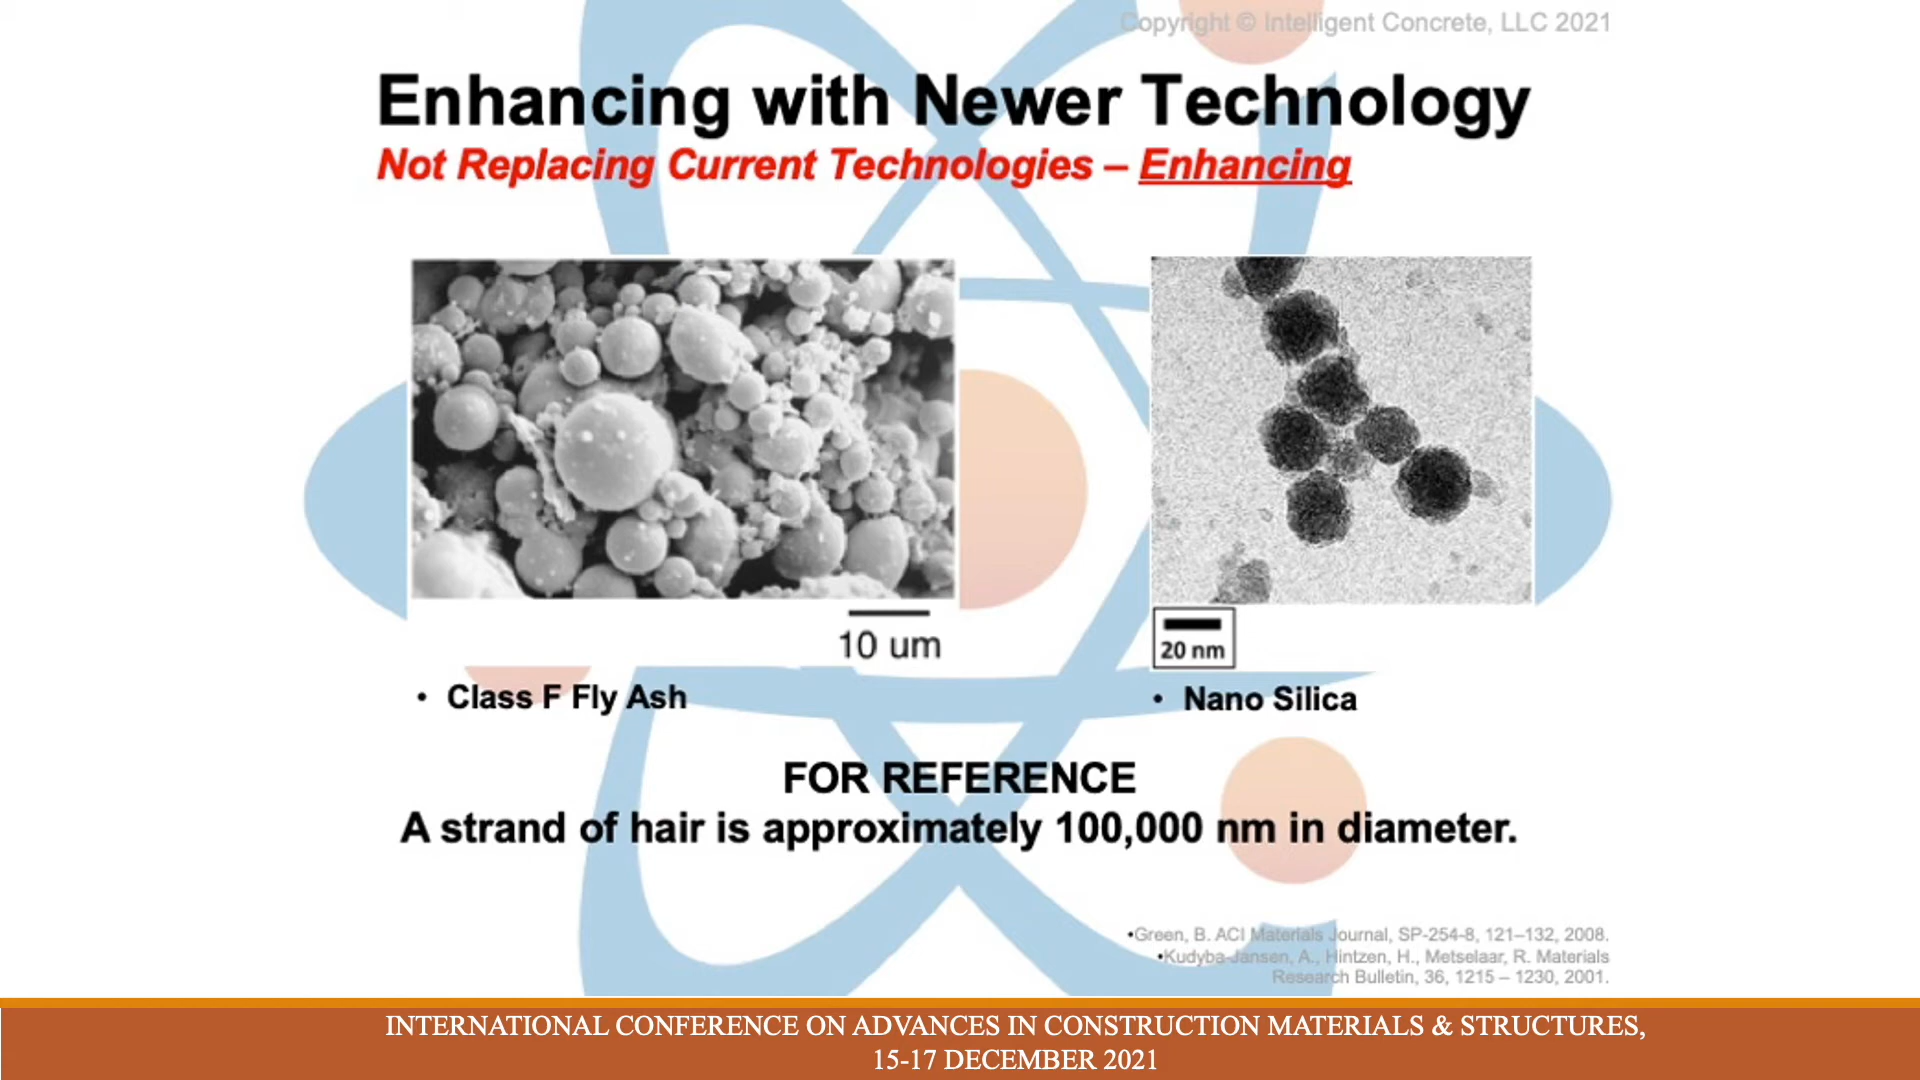 Copyright © Intelligent Concrete, LLC 2021
Enhancing with Newer Technology
Not Replacing Current Technologies – Enhancing
10 um
20 nm
• Class F Fly Ash
• Nano Silica
FOR REFERENCE
A strand of hair is approximately 100,000 nm in diameter.
•Green, B. ACI Materials Journal, SP-254-8, 121–132, 2008.
•Kudyba-Jansen, A., Hintzen, H., Metselaar, R. Materials
Research Bulletin, 36, 1215 – 1230, 2001.
INTERNATIONAL CONFERENCE ON ADVANCES IN CONSTRUCTION MATERIALS & STRUCTURES,
15-17 DECEMBER 2021